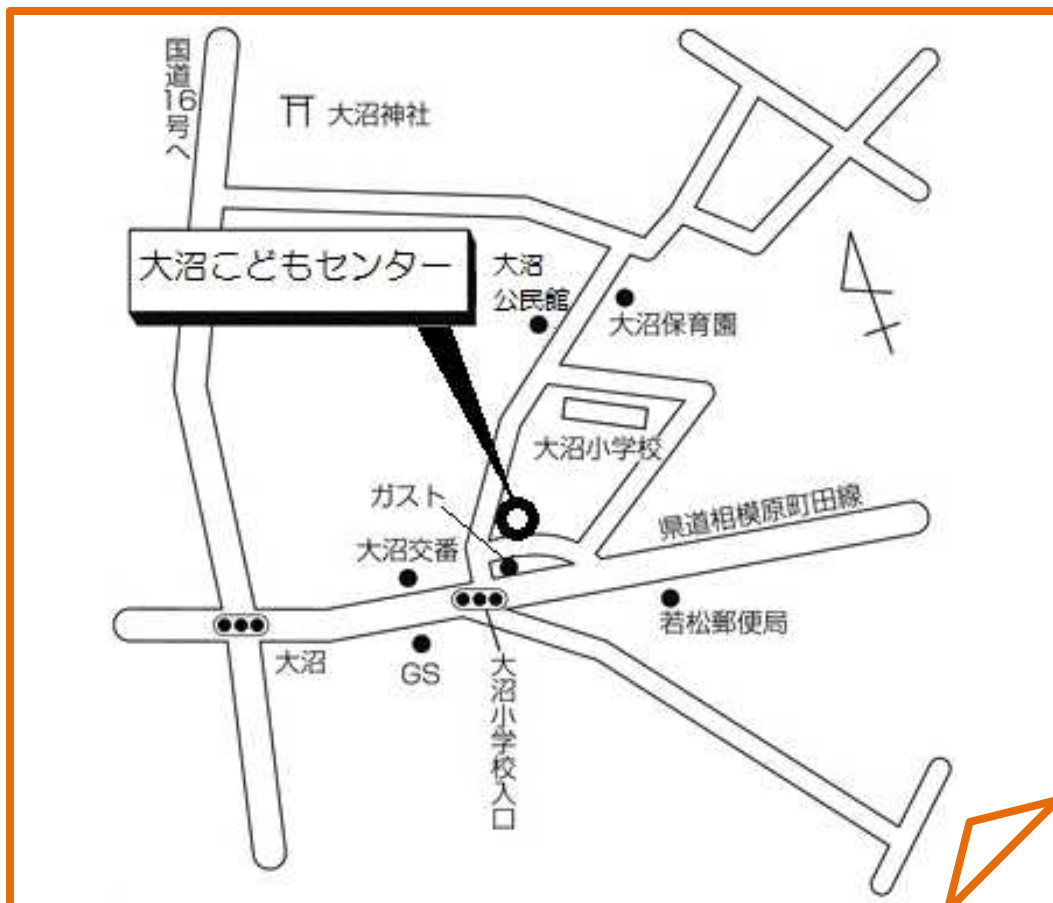 国道16号へ
大沼神社
大沼こどもセンター
大沼
公民館
大沼保育園
大沼小学校
ガスト
県道相模原町田線
大沼交番
若松郵便局
大沼
GS
大沼小学校入口